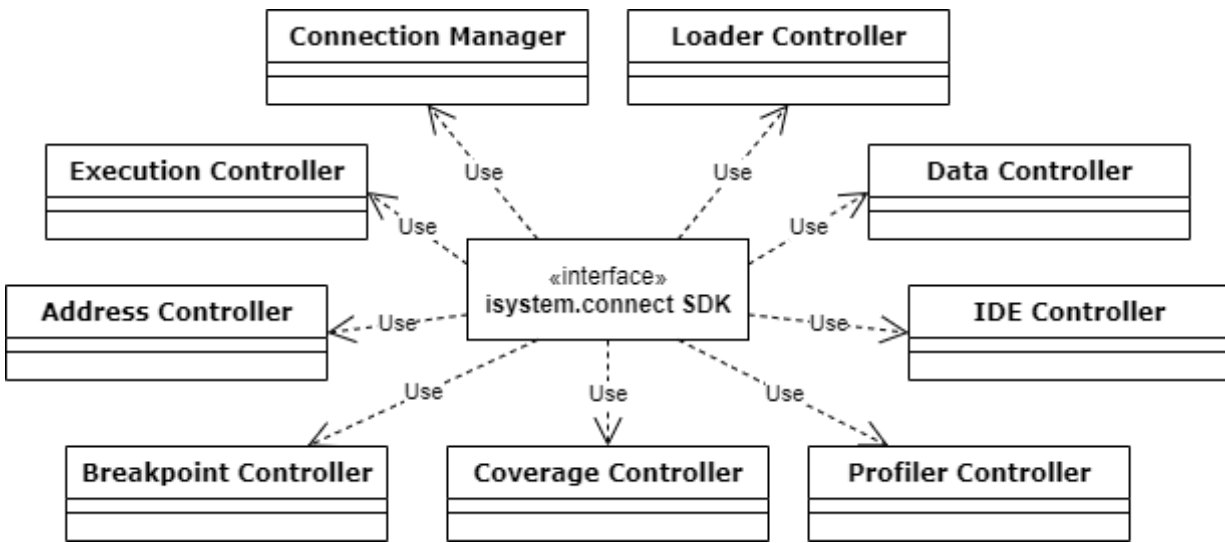 Connection Manager
Loader Controller
Execution Controller
Use
Use
Data Controller
Use
Use
«interface»
isystem.connect SDK
Address Controller
Use
Use
IDE Controller
Use
Use
Use
Breakpoint Controller
Coverage Controller
Profiler Controller